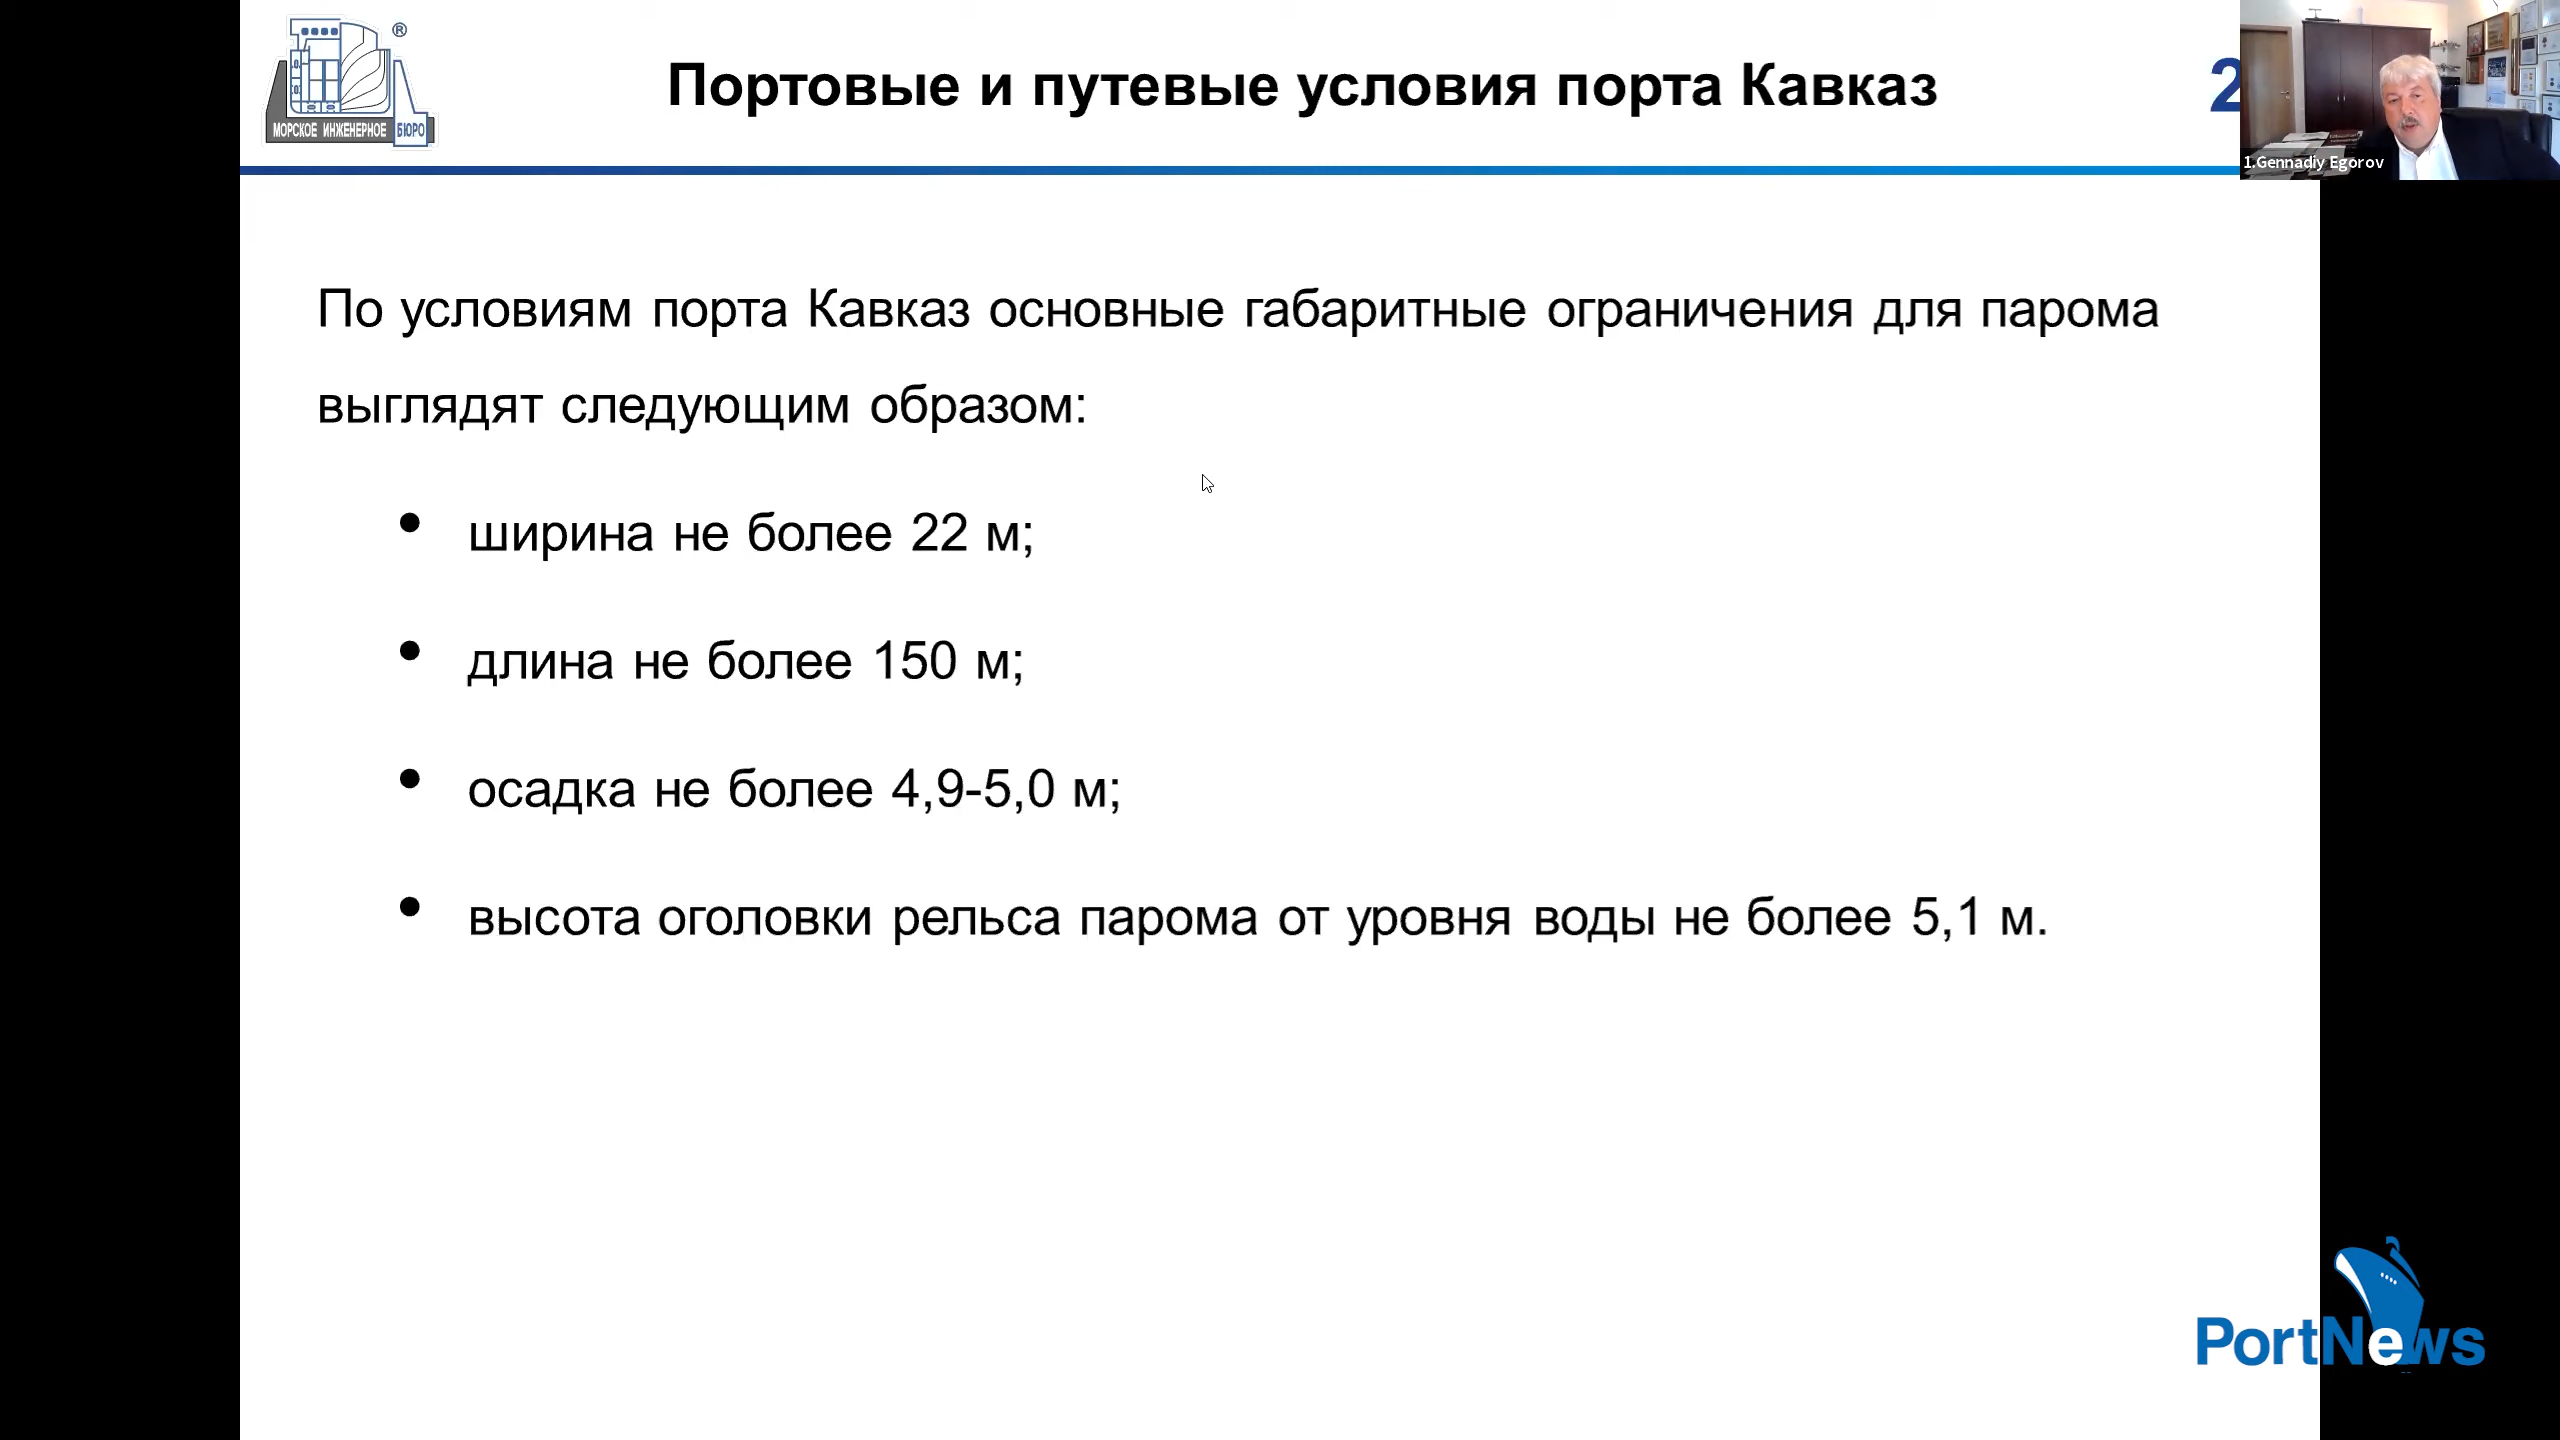 ®
МОРСКОЕ ИНЖЕНЕРНОЕ БЮРО
Портовые и путевые условия порта Кавказ
2
1.Gennadiy Egorov
По условиям порта Кавказ основные габаритные ограничения для парома
выглядят следующим образом:
• ширина не более 22 м;
• длина не более 150 м;
• осадка не более 4,9-5,0 м;
• высота оголовки рельса парома от уровня воды не более 5,1 м.
PortNews